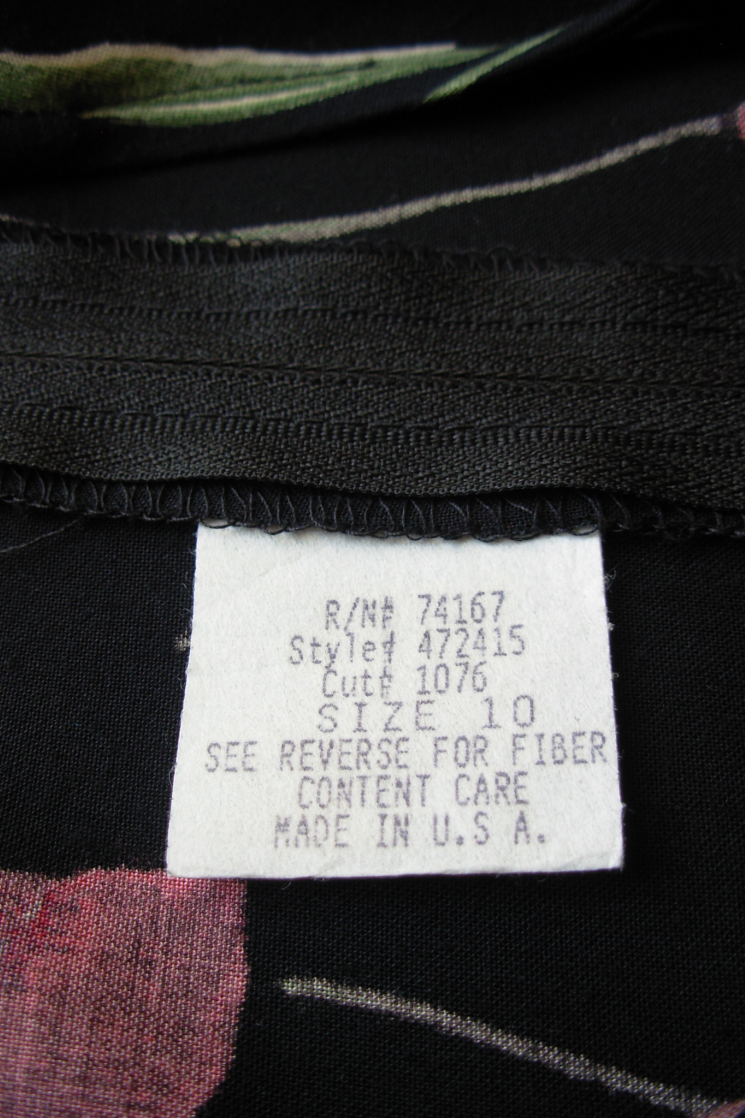 R/N# 74167
Style# 472415
Cut# 1076
SIZE 10
SEE REVERSE FOR FIBER
CONTENT CARE
MADE IN U.S A.